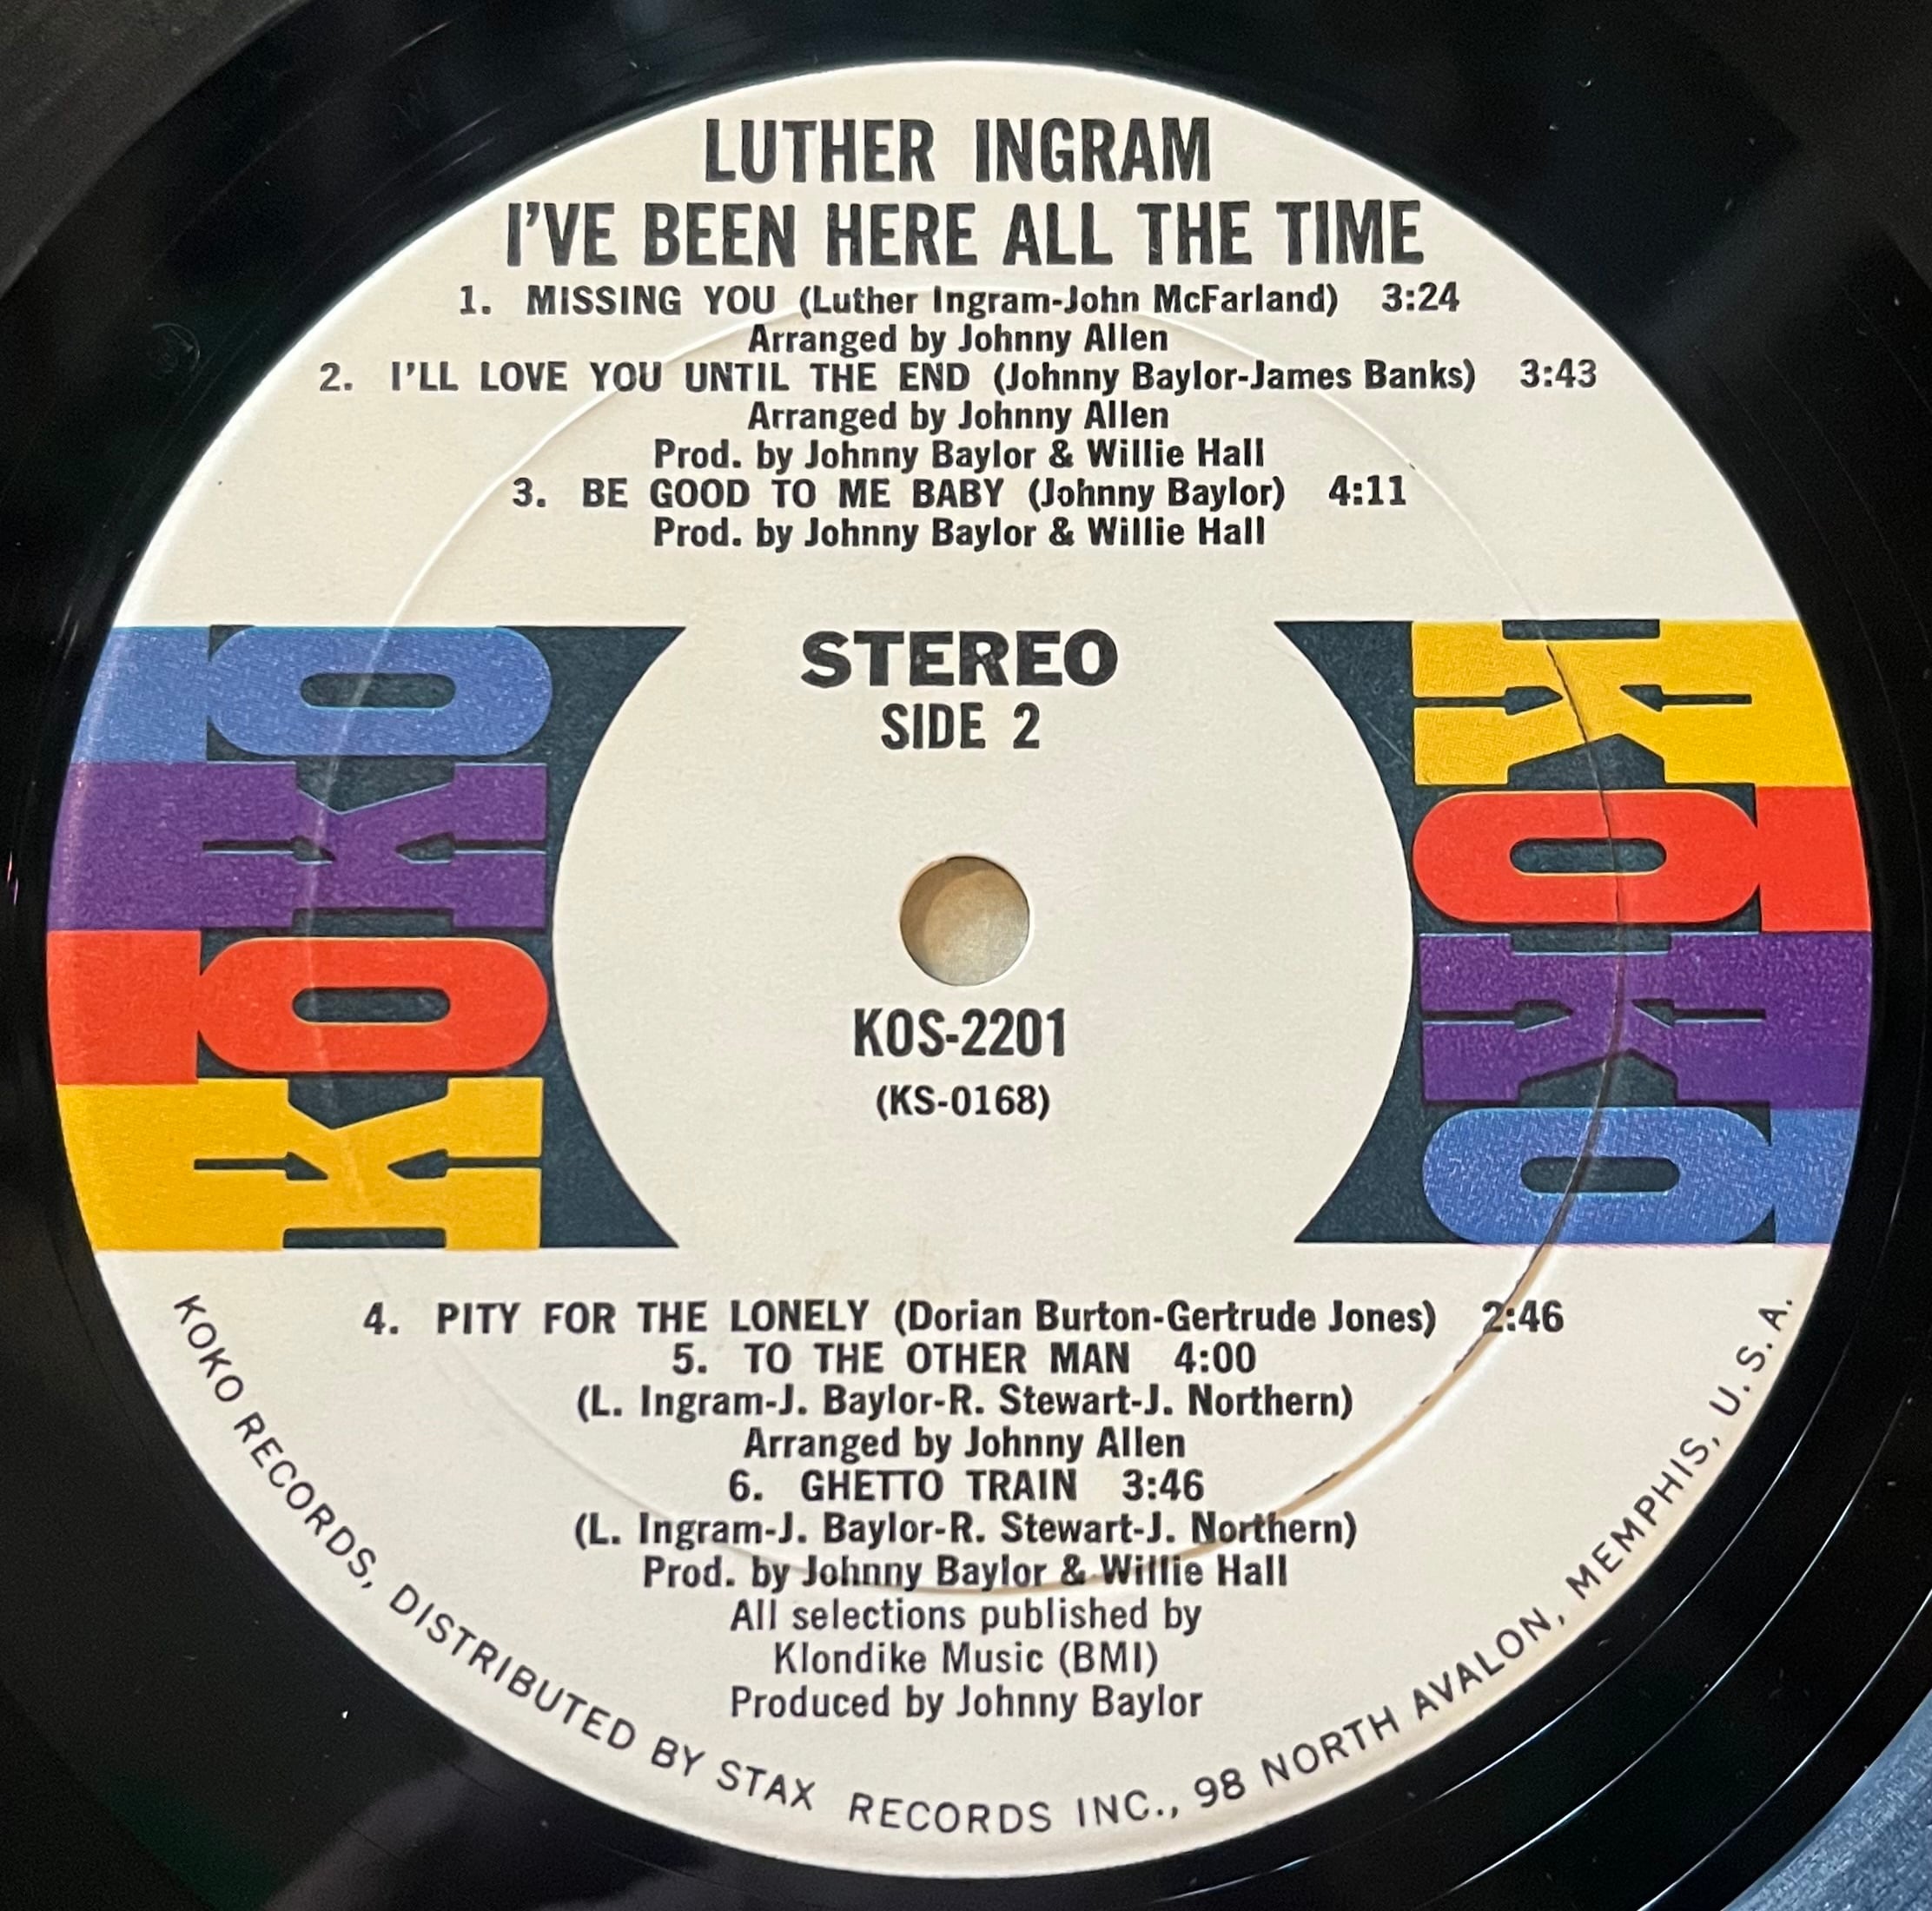 LUTHER INGRAM
I'VE BEEN HERE ALL THE TIME
1. MISSING YOU (Luther Ingram-John McFarland) 3:24
Arranged by Johnny Allen
2. I'LL LOVE YOU UNTIL THE END (Johnny Baylor-James Banks) 3:43
Arranged by Johnny Allen
Prod. by Johnny Baylor & Willie Hall
3. BE GOOD TO ME BABY (Johnny Baylor) 4:11
Prod. by Johnny Baylor & Willie Hall
KOKO
STEREO
SIDE 2
KOKO
KOS-2201
(KS-0168)
4. PITY FOR THE LONELY (Dorian Burton-Gertrude Jones) 2:46
5. TO THE OTHER MAN 4:00
(L. Ingram-J. Baylor-R. Stewart-J. Northern)
Arranged by Johnny Allen
6. GHETTO TRAIN 3:46
(L. Ingram-J. Baylor-R. Stewart-J. Northern)
Prod. by Johnny Baylor & Willie Hall
All selections published by
Klondike Music (BMI)
Produced by Johnny Baylor
KOKO RECORDS, DISTRIBUTED BY STAX RECORDS INC., 98 NORTH AVALON, MEMPHIS, U.S.A.